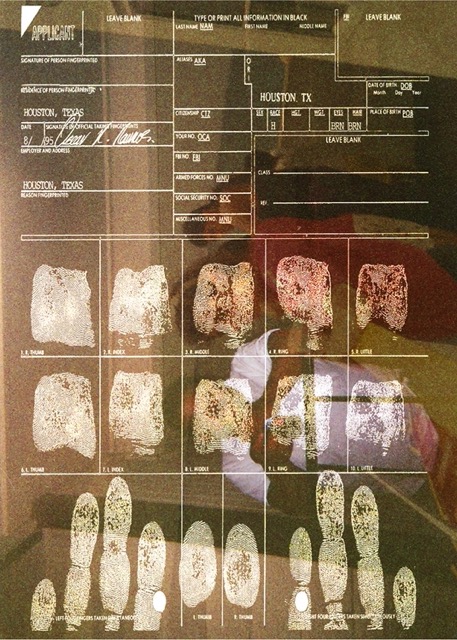 APPLICANT
LEAVE BLANK
TYPE OR PRINT ALL INFORMATION IN BLACK
LAST NAME NAM FIRST NAME MIDDLE NAME
FBI LEAVE BLANK
SIGNATURE OF PERSON FINGERPRINTED
ALIASES AKA
O
R
I
RESIDENCE OF PERSON FINGERPRINTED
HOUSTON, TX
DATE OF BIRTH DOB
Month Day Year
HOUSTON, TEXAS
CITIZENSHIP CTZ
SEX RACE HGT. WGT. EYES HAIR
PLACE OF BIRTH POB
H BRN BRN
DATE SIGNATURE OF OFFICIAL TAKING FINGERPRINTS
YOUR NO. OCA
LEAVE BLANK
EMPLOYER AND ADDRESS
FBI NO. FBI
CLASS
ARMED FORCES NO. MNU
HOUSTON, TEXAS
REASON FINGERPRINTED
SOCIAL SECURITY NO. SOC
REF.
MISCELLANEOUS NO. MNU
1. R. THUMB 2. R. INDEX 3. R. MIDDLE 4. R. RING 5. R. LITTLE
6. L. THUMB 7. L. INDEX 8. L. MIDDLE 9. L. RING 10. L. LITTLE
LEFT FOUR FINGERS TAKEN SIMULTANEOUSLY L. THUMB R. THUMB RIGHT FOUR FINGERS TAKEN SIMULTANEOUSLY